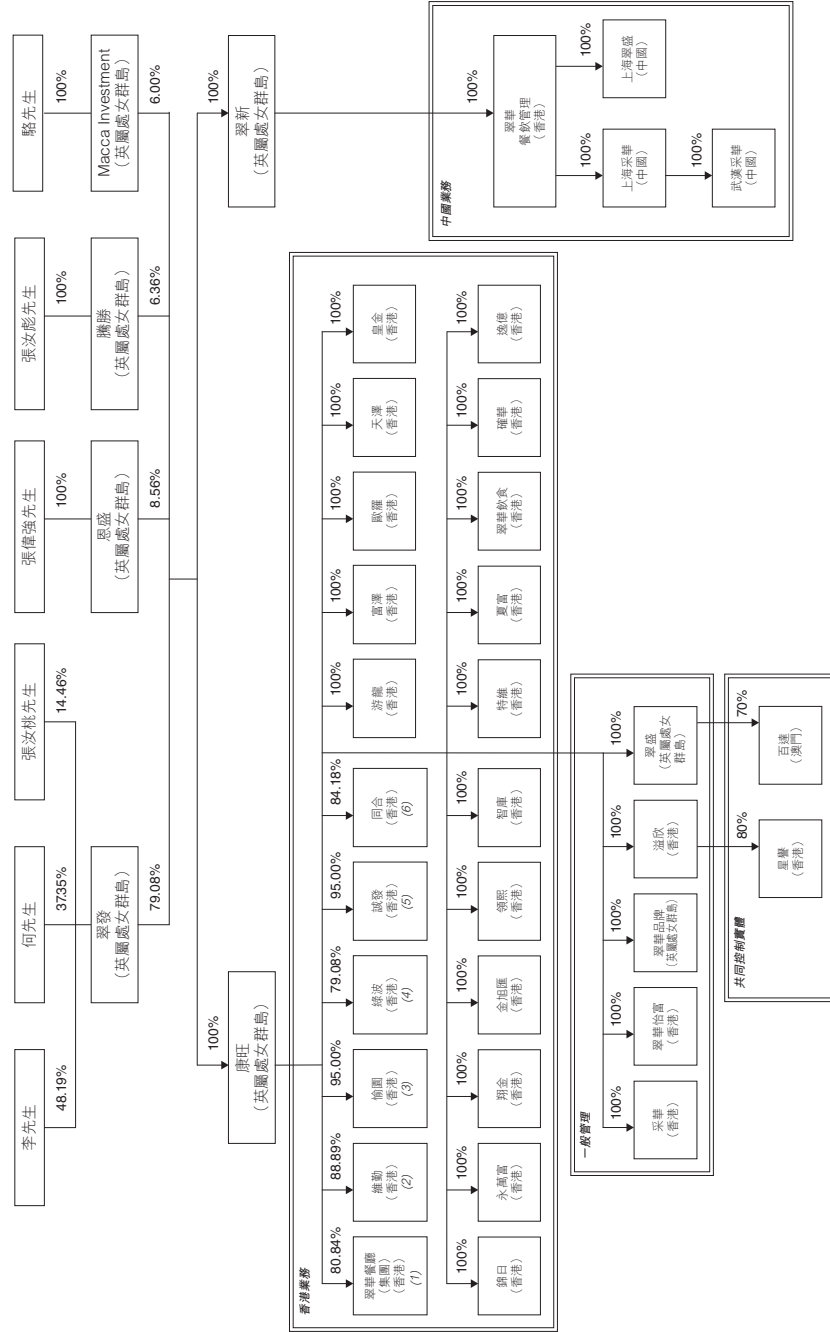 李先生
何先生
張汝桃先生
張偉強先生
張汝彪先生
駱先生
48.19%
37.35%
14.46%
100%
100%
100%
翠發
(英屬處女群島)
恩盛
(英屬處女群島)
騰勝
(英屬處女群島)
Macca Investment
(英屬處女群島)
79.08%
8.56%
6.36%
6.00%
100%
100%
康旺
(英屬處女群島)
翠新
(英屬處女群島)
香港業務
80.84%
88.89%
95.00%
79.08%
95.00%
84.18%
100%
100%
100%
100%
100%
翠華餐廳
(集團)
(香港)
(1)
維勤
(香港)
(2)
愉園
(香港)
(3)
綠波
(香港)
(4)
誠發
(香港)
(5)
同合
(香港)
(6)
游龍
(香港)
富澤
(香港)
歐羅
(香港)
天澤
(香港)
皇金
(香港)
100%
100%
100%
100%
100%
100%
100%
100%
100%
100%
100%
錦日
(香港)
永萬富
(香港)
翔金
(香港)
金旭匯
(香港)
領熙
(香港)
智庫
(香港)
特維
(香港)
夏富
(香港)
翠華飲食
(香港)
確華
(香港)
逸億
(香港)
中國業務
100%
翠華
餐飲管理
(香港)
100%
100%
上海采華
(中國)
上海翠盛
(中國)
100%
武漢采華
(中國)
一般管理
100%
100%
100%
100%
100%
采華
(香港)
翠華怡富
(香港)
翠華品牌
(英屬處女群島)
溢欣
(香港)
翠盛
(英屬處女
群島)
共同控制實體
80%
70%
星譽
(香港)
百達
(澳門)